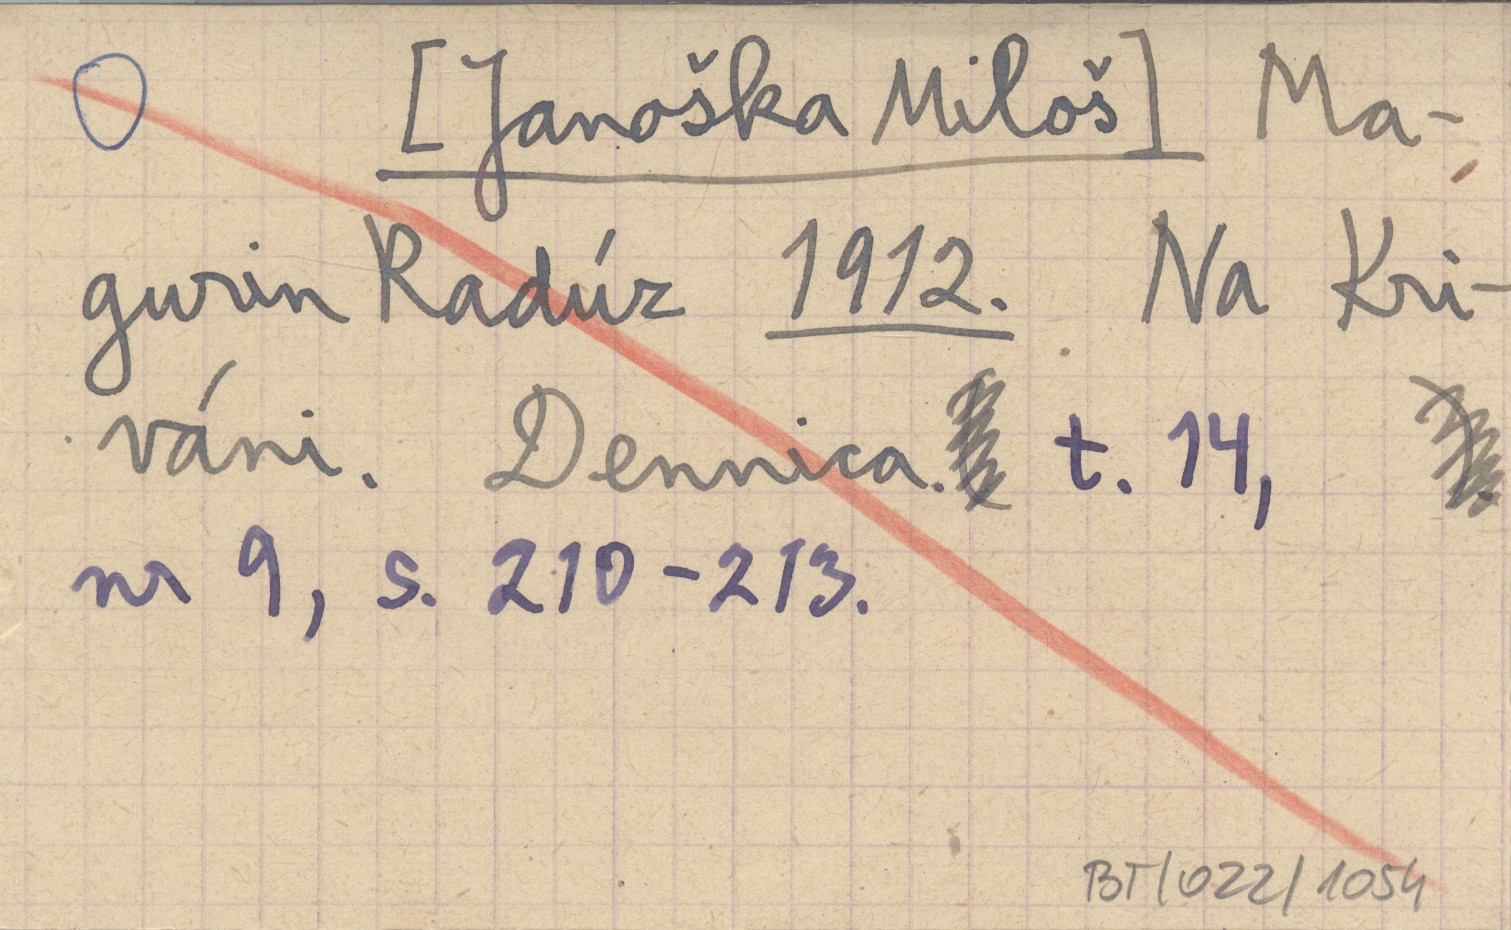 [Janoška Miloš] Ma-
gurin Radúz 1912. Na Kri-
váni. Dennica. t. 14,
nr 9, s. 210-213.
BT/022/1054